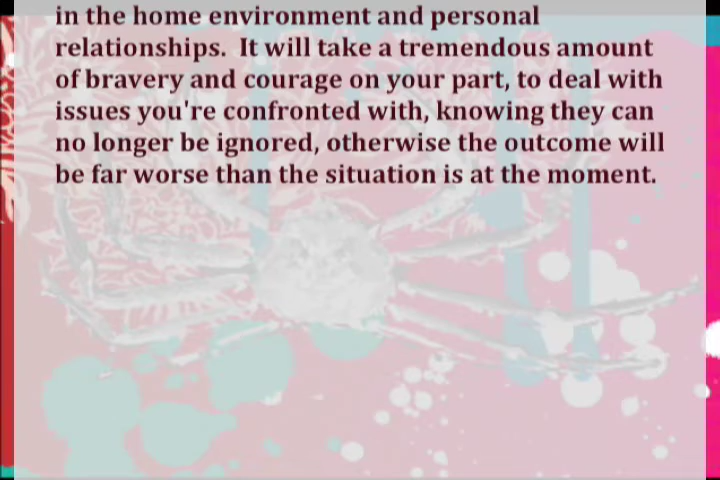 in the home environment and personal
relationships.  It will take a tremendous amount
of bravery and courage on your part, to deal with
issues you're confronted with, knowing they can
no longer be ignored, otherwise the outcome will
be far worse than the situation is at the moment.